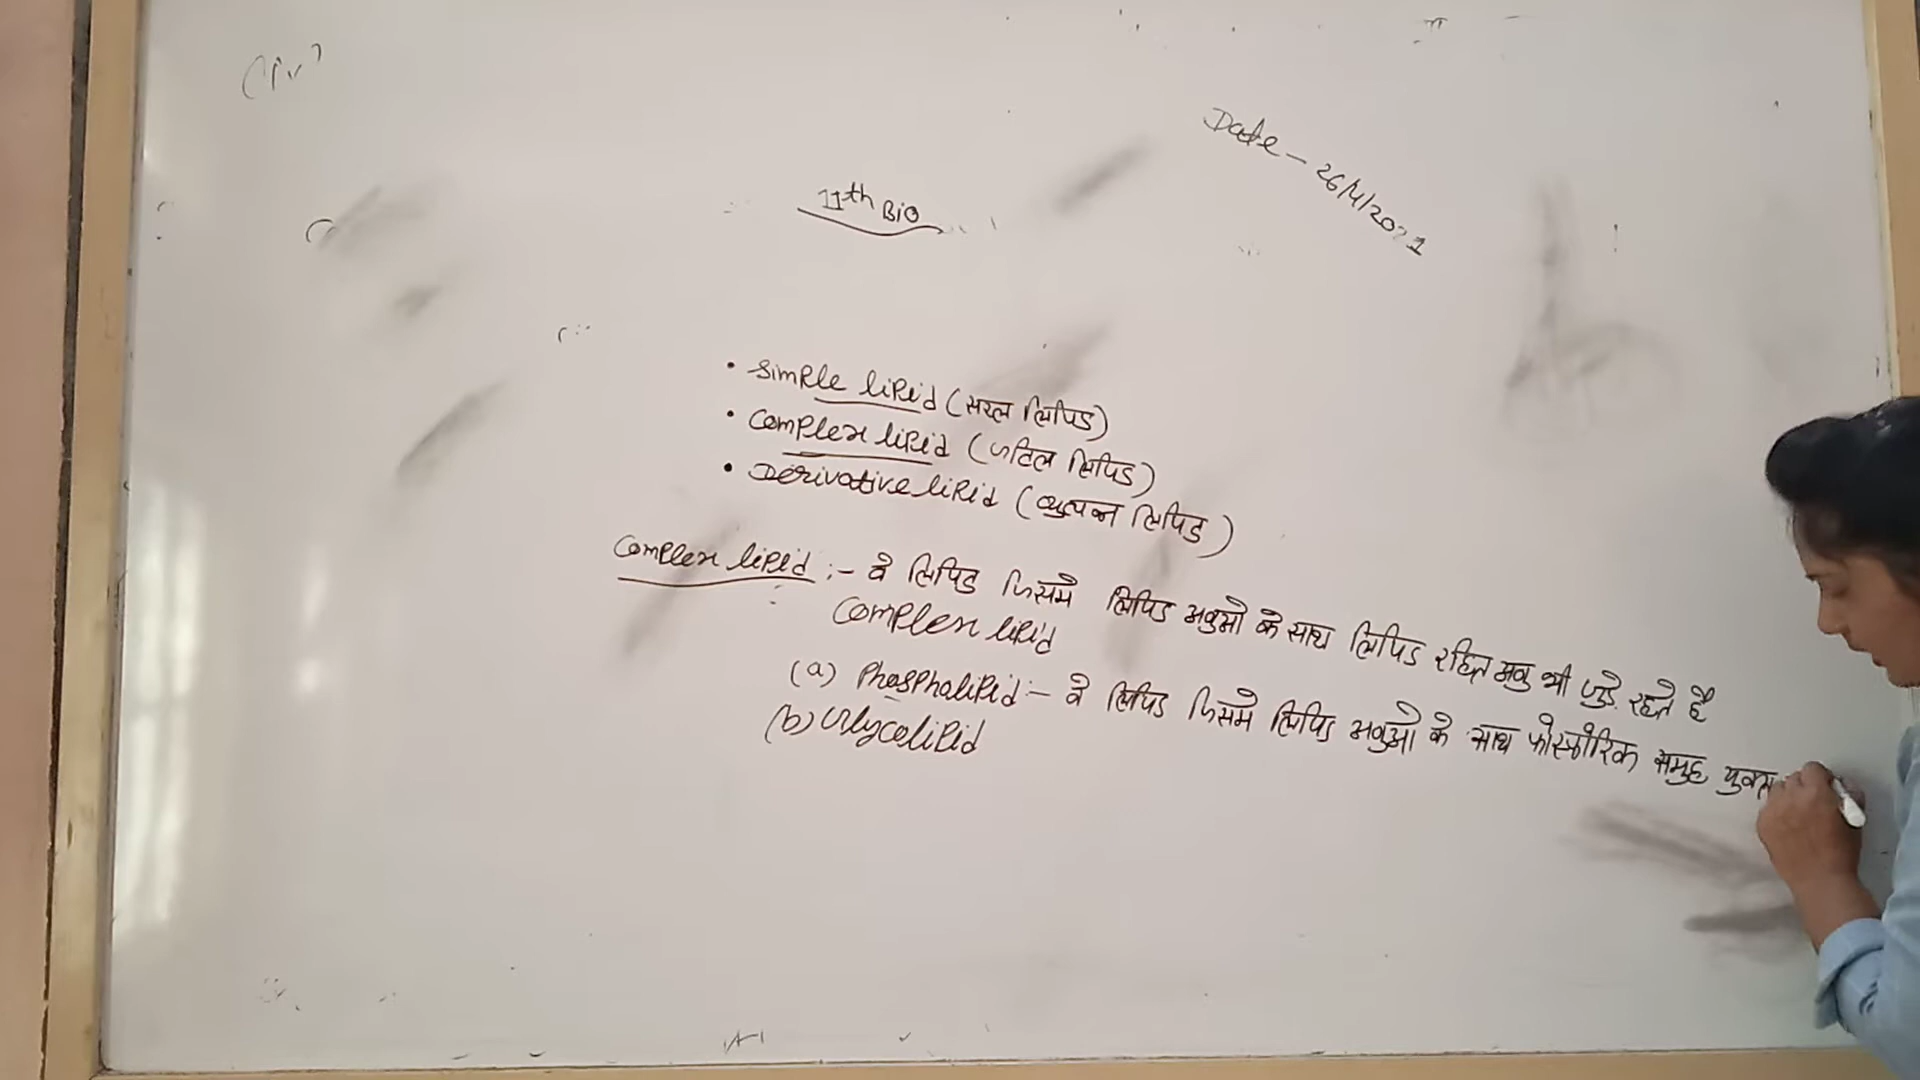 (iv)
Date - 26/4/2021
11th Bio
• Simple lipid (सरल लिपिड)
• Complex lipid (जटिल लिपिड)
• Derivative lipid (व्युत्पन्न लिपिड)
Complex lipid :- वे लिपिड जिसमे लिपिड अणुओ के साथ लिपिड रहित अणु भी जुडे रहते है
Complex lipid
(a) Phospholipid :- वे लिपिड जिसमे लिपिड अणुओ के साथ फोस्फोरिक समुह युक्त
(b) Glycolipid